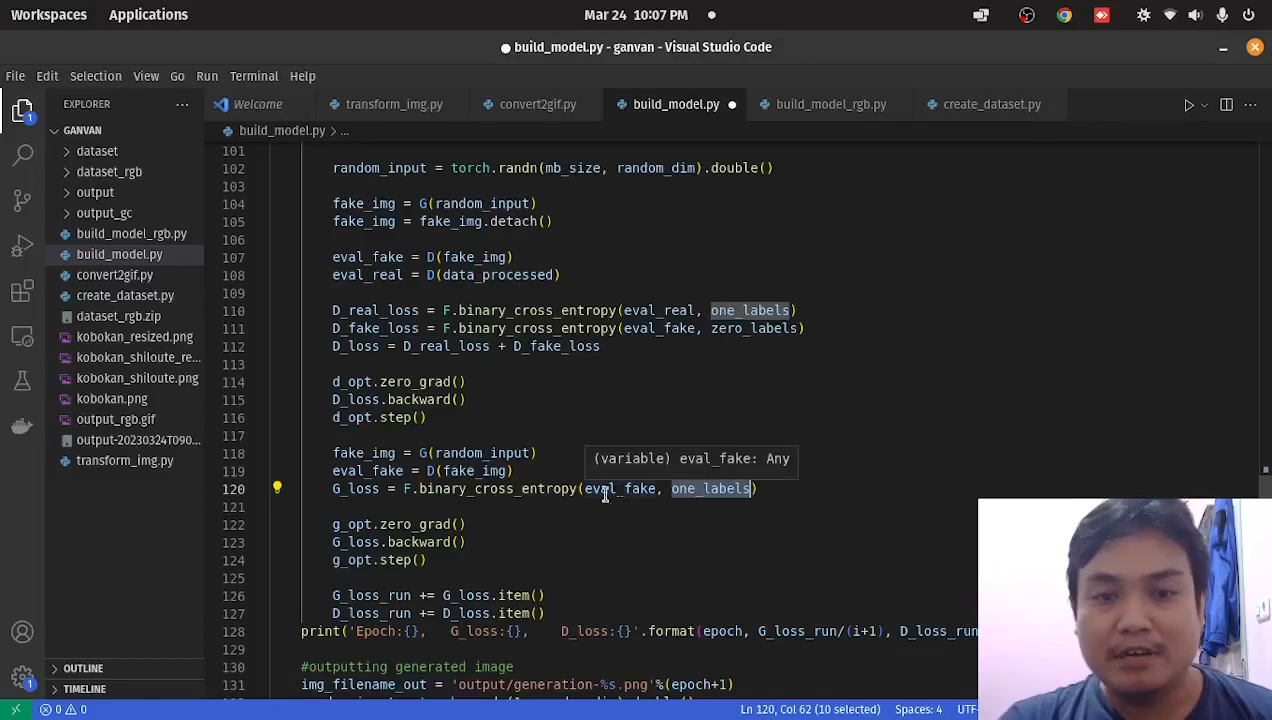 Workspaces Applications Mar 24 10:07 PM
build_model.py - ganvan - Visual Studio Code
File Edit Selection View Go Run Terminal Help
EXPLORER Welcome transform_img.py convert2gif.py build_model.py build_model_rgb.py create_dataset.py
GANVAN build_model.py > ...
dataset
dataset_rgb
output
output_gc
build_model_rgb.py
build_model.py
convert2gif.py
create_dataset.py
dataset_rgb.zip
kobokan_resized.png
kobokan_shiloute_re...
kobokan_shiloute.png
kobokan.png
output_rgb.gif
output-20230324T090...
transform_img.py
OUTLINE
TIMELINE
101
102 random_input = torch.randn(mb_size, random_dim).double()
103
104 fake_img = G(random_input)
105 fake_img = fake_img.detach()
106
107 eval_fake = D(fake_img)
108 eval_real = D(data_processed)
109
110 D_real_loss = F.binary_cross_entropy(eval_real, one_labels)
111 D_fake_loss = F.binary_cross_entropy(eval_fake, zero_labels)
112 D_loss = D_real_loss + D_fake_loss
113
114 d_opt.zero_grad()
115 D_loss.backward()
116 d_opt.step()
117
118 fake_img = G(random_input)
119 eval_fake = D(fake_img)
(variable) eval_fake: Any
120 G_loss = F.binary_cross_entropy(eval_fake, one_labels)
121
122 g_opt.zero_grad()
123 G_loss.backward()
124 g_opt.step()
125
126 G_loss_run += G_loss.item()
127 D_loss_run += D_loss.item()
128 print('Epoch:{}, G_loss:{}, D_loss:{}'.format(epoch, G_loss_run/(i+1), D_loss_run
129
130 #outputting generated image
131 img_filename_out = 'output/generation-%s.png'%(epoch+1)
0 0 Ln 120, Col 62 (10 selected) Spaces: 4 UTF-